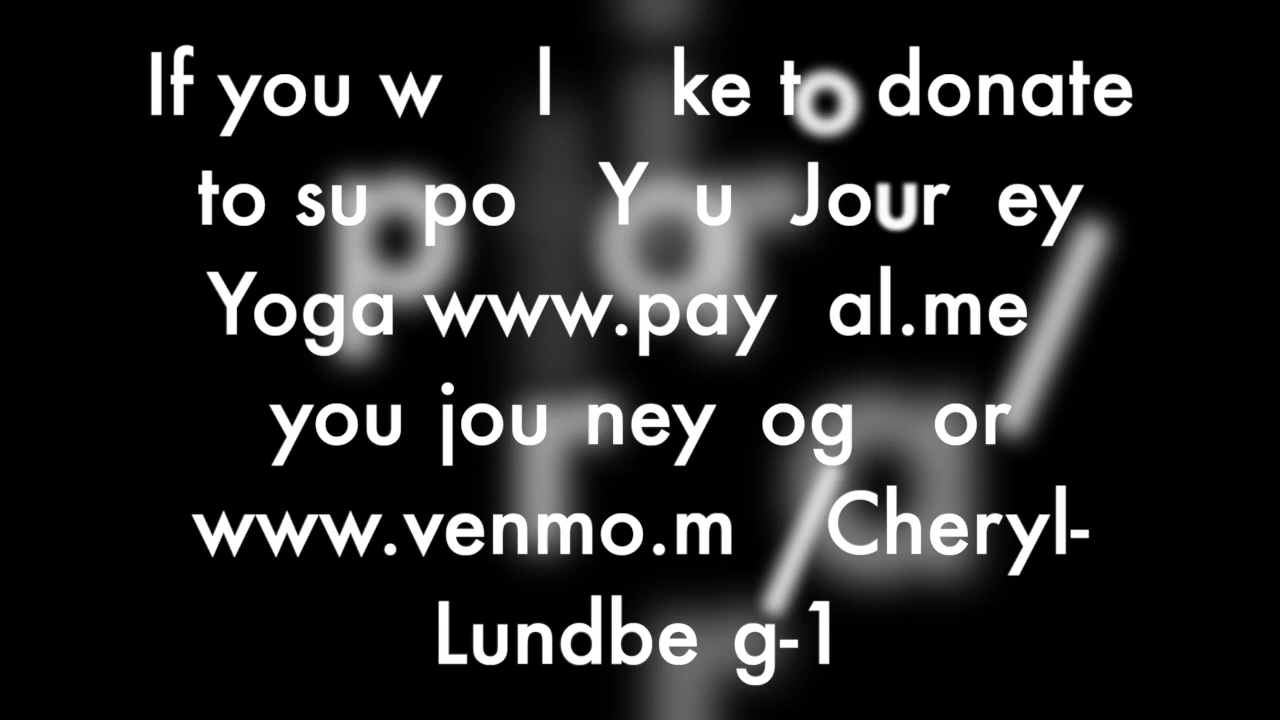 If you w l ke to donate
to su po Y u Jour ey
Yoga www.pay al.me
you jou ney og or
www.venmo.m Cheryl-
Lundbe g-1